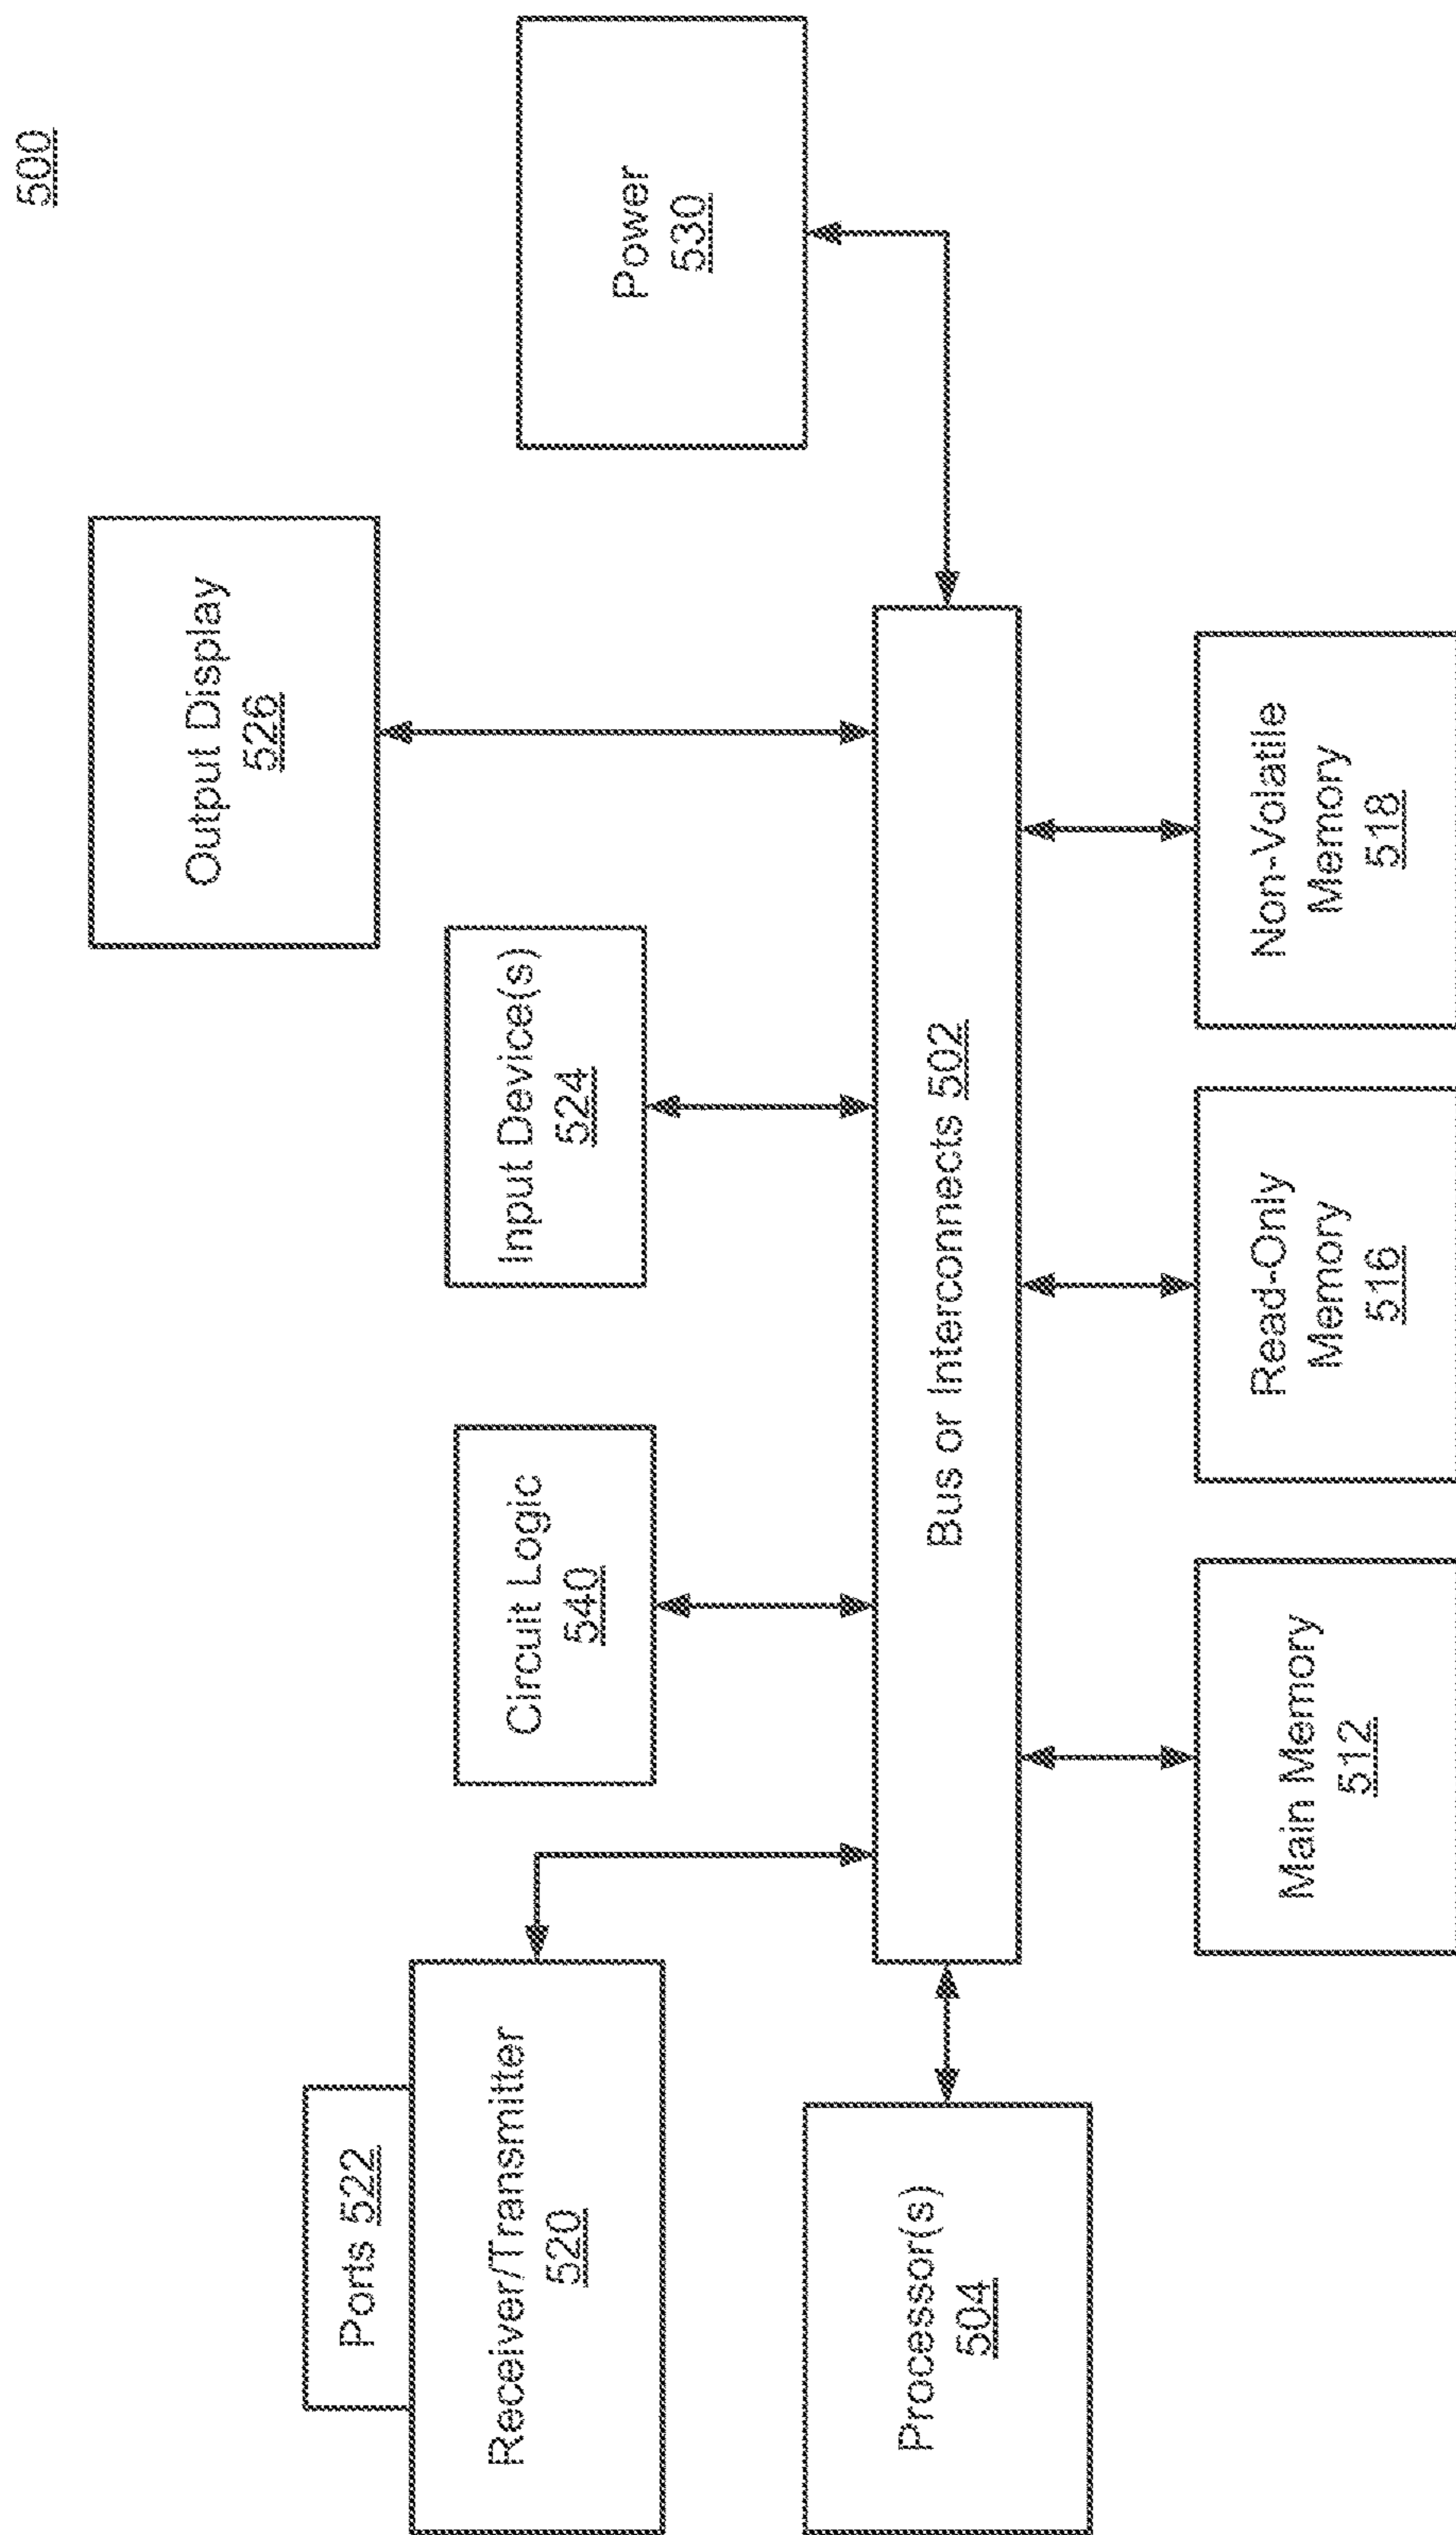 500
Ports 522
Receiver/Transmitter
520
Circuit Logic
540
Input Device(s)
524
Output Display
526
Power
530
Processor(s)
504
Bus or Interconnects 502
Main Memory
512
Read-Only
Memory
516
Non-Volatile
Memory
518